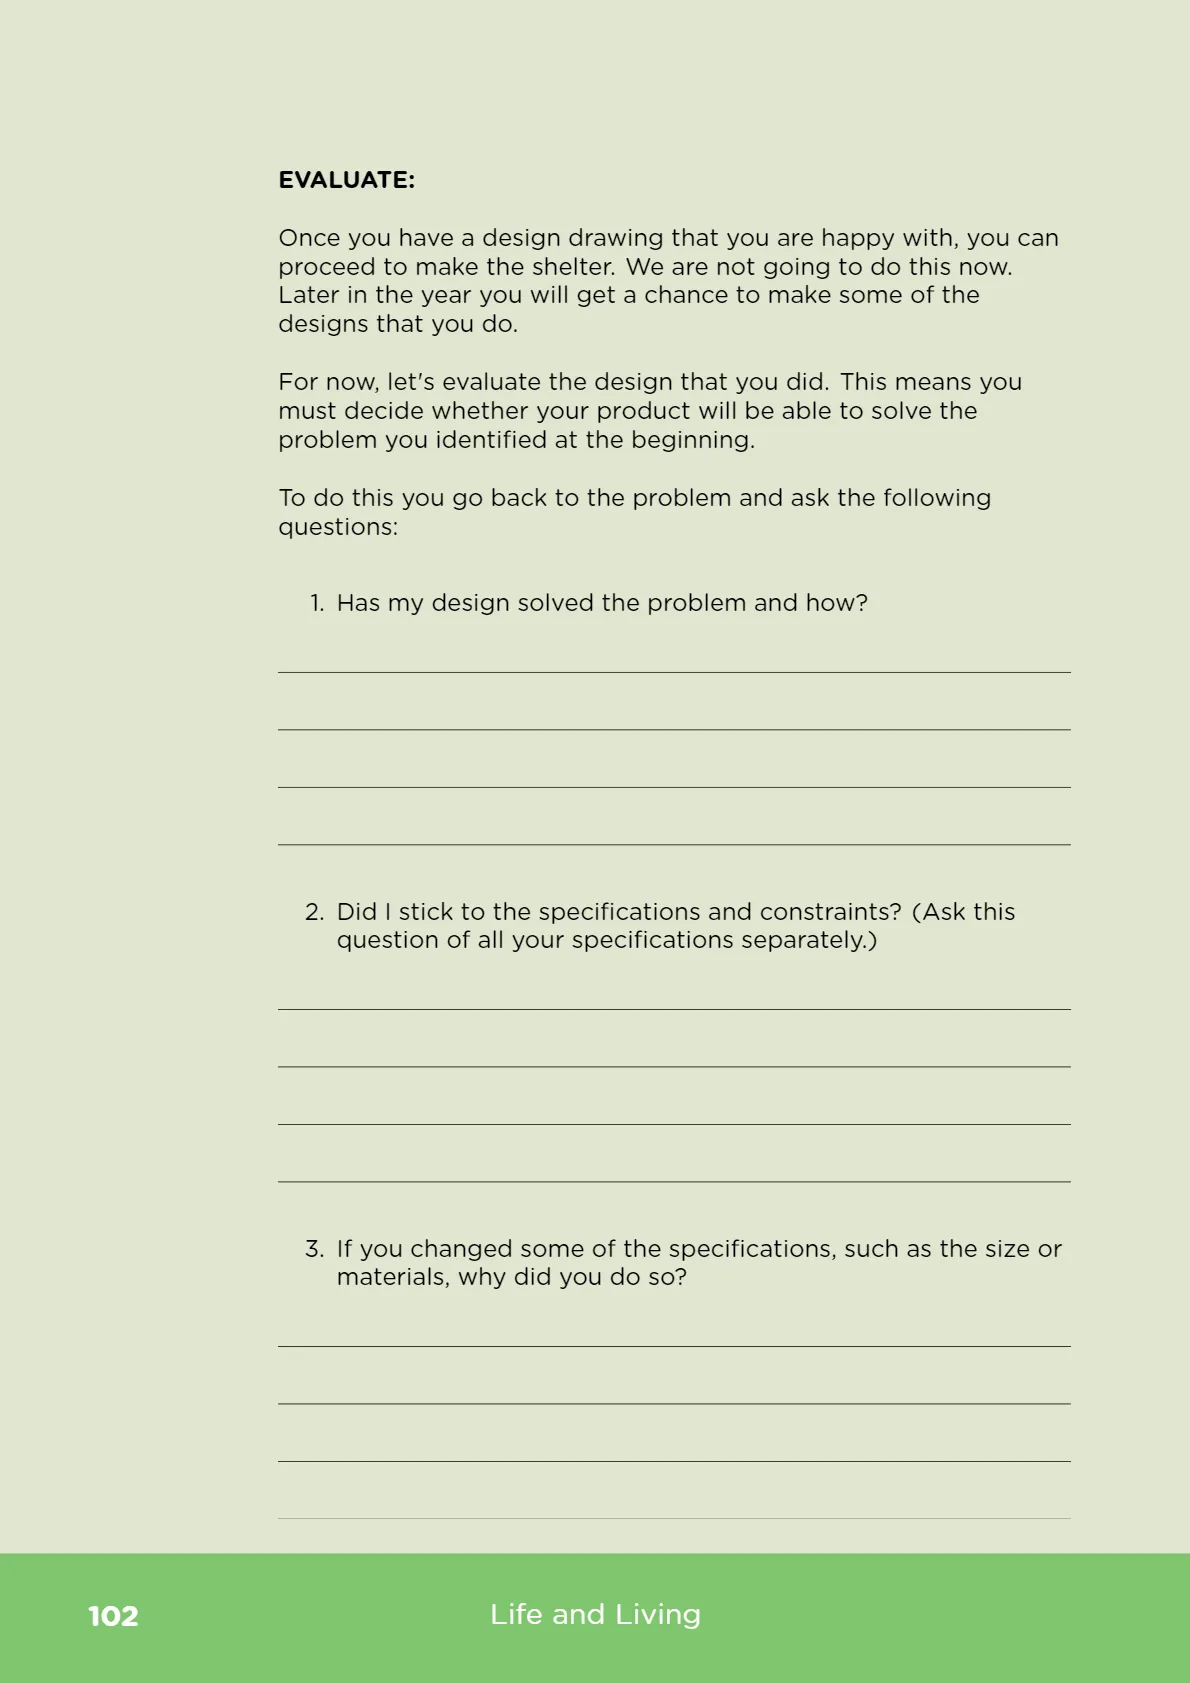 EVALUATE:
Once you have a design drawing that you are happy with, you can
proceed to make the shelter. We are not going to do this now.
Later in the year you will get a chance to make some of the
designs that you do.
For now, let's evaluate the design that you did. This means you
must decide whether your product will be able to solve the
problem you identified at the beginning.
To do this you go back to the problem and ask the following
questions:
1. Has my design solved the problem and how?
2. Did I stick to the specifications and constraints? (Ask this
question of all your specifications separately.)
3. If you changed some of the specifications, such as the size or
materials, why did you do so?
102
Life and Living